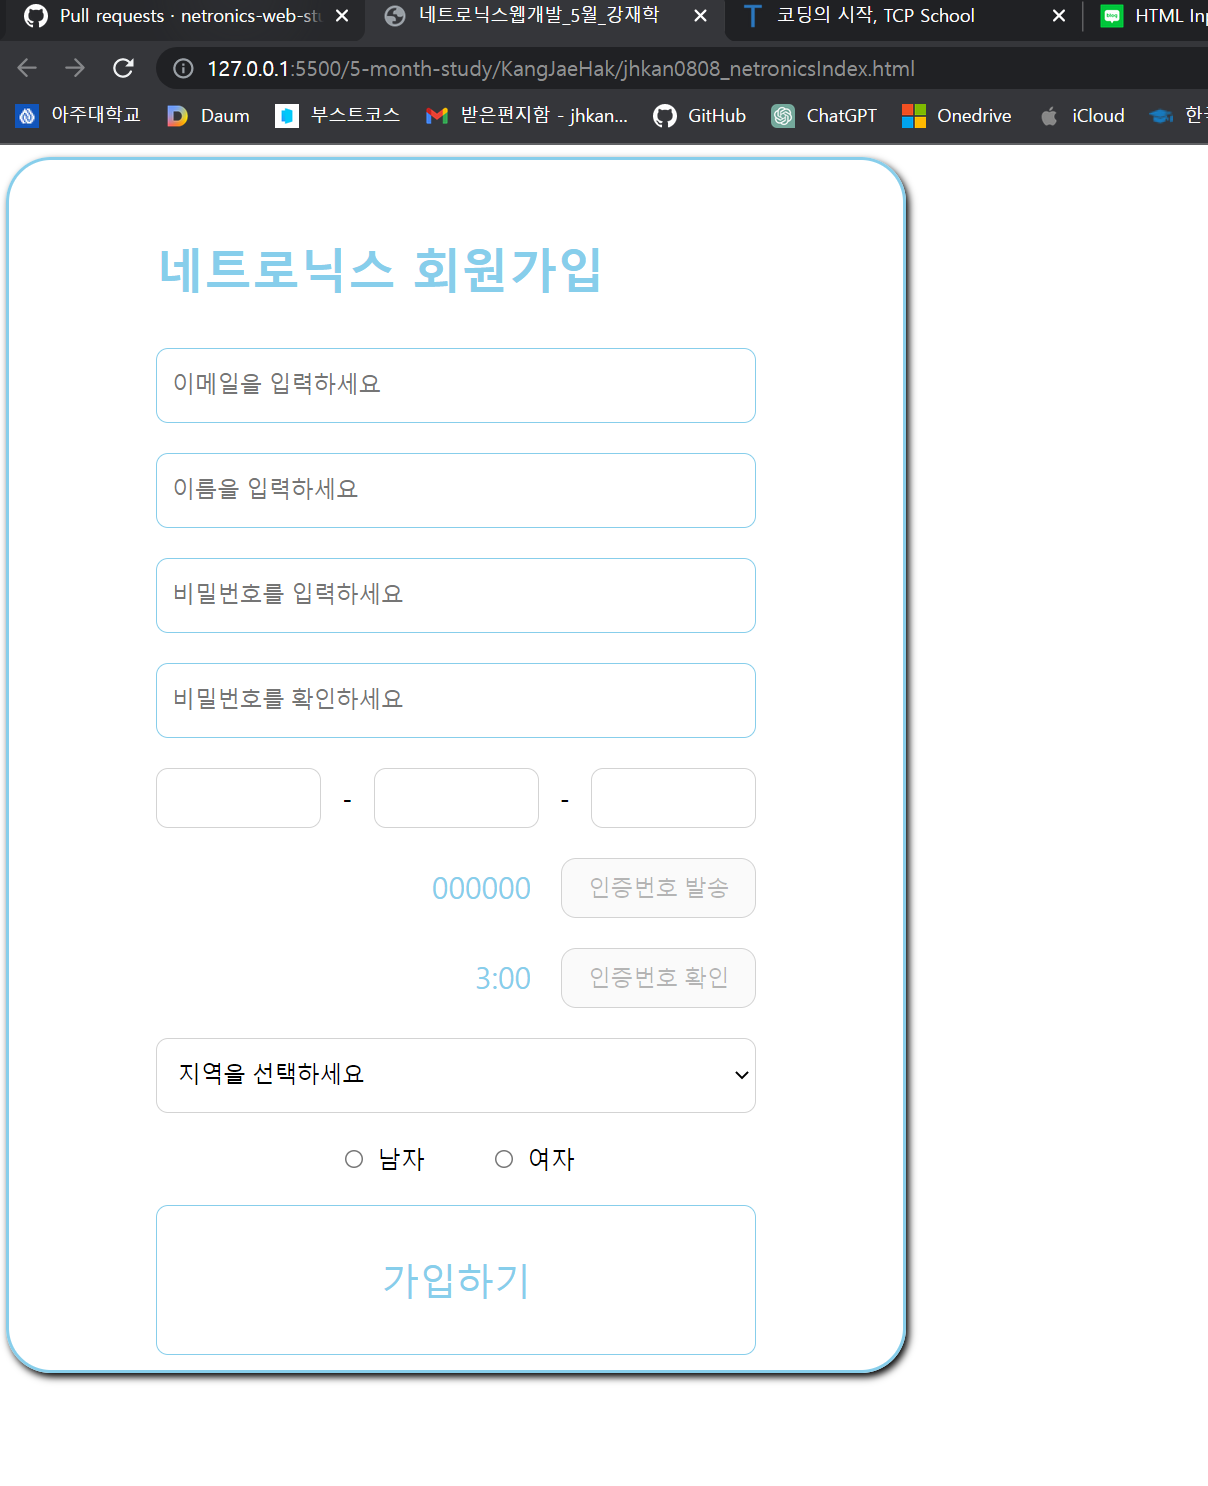 Pull requests · netronics-web-stu
네트로닉스웹개발_5월_강재학
코딩의 시작, TCP School
HTML Inp
127.0.0.1:5500/5-month-study/KangJaeHak/jhkan0808_netronicsIndex.html
아주대학교 Daum 부스트코스 받은편지함 - jhkan... GitHub ChatGPT Onedrive iCloud 한국
네트로닉스 회원가입
이메일을 입력하세요
이름을 입력하세요
비밀번호를 입력하세요
비밀번호를 확인하세요
- -
000000 인증번호 발송
3:00 인증번호 확인
지역을 선택하세요
남자 여자
가입하기